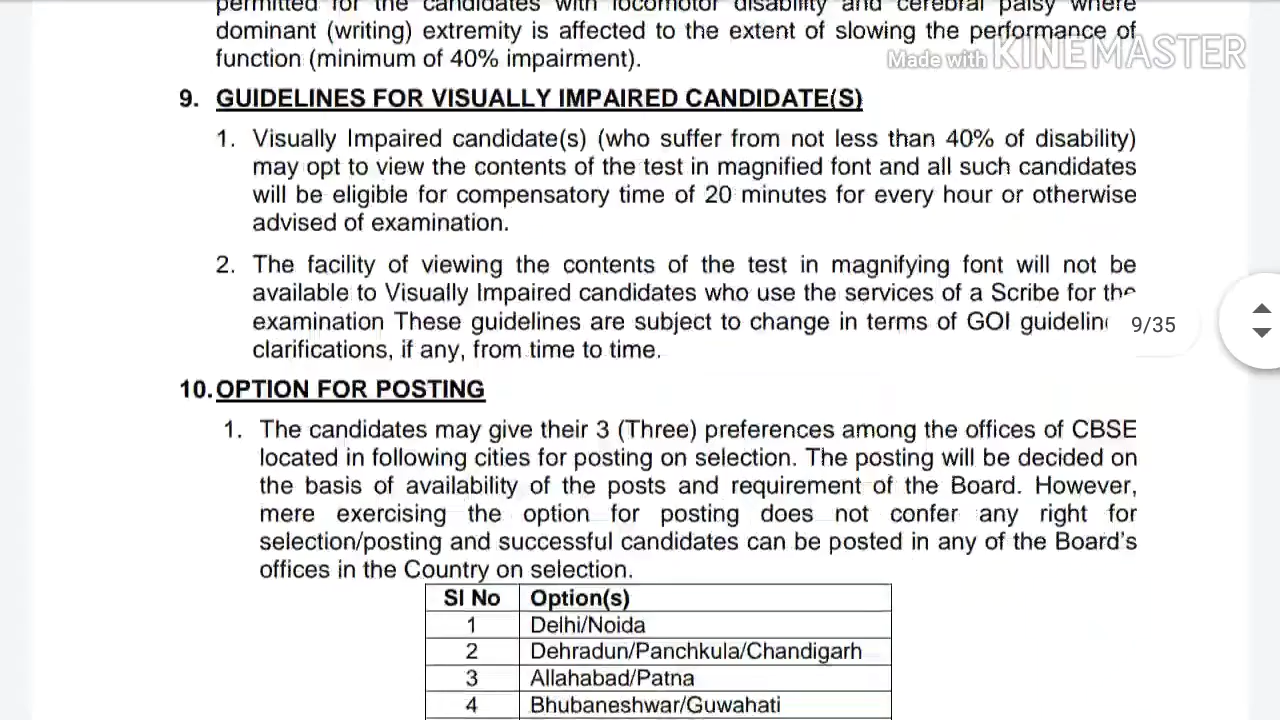 permitted for the candidates with locomotor disability and cerebral palsy where
dominant (writing) extremity is affected to the extent of slowing the performance of
function (minimum of 40% impairment).
Made with KINEMASTER
9. GUIDELINES FOR VISUALLY IMPAIRED CANDIDATE(S)
1. Visually Impaired candidate(s) (who suffer from not less than 40% of disability)
may opt to view the contents of the test in magnified font and all such candidates
will be eligible for compensatory time of 20 minutes for every hour or otherwise
advised of examination.
2. The facility of viewing the contents of the test in magnifying font will not be
available to Visually Impaired candidates who use the services of a Scribe for the
examination These guidelines are subject to change in terms of GOI
9/35
clarifications, if any, from time to time.
10. OPTION FOR POSTING
1. The candidates may give their 3 (Three) preferences among the offices of CBSE
located in following cities for posting on selection. The posting will be decided on
the basis of availability of the posts and requirement of the Board. However,
mere exercising the option for posting does not confer any right for
selection/posting and successful candidates can be posted in any of the Board's
offices in the Country on selection.
Sl No Option(s)
1 Delhi/Noida
2 Dehradun/Panchkula/Chandigarh
3 Allahabad/Patna
4 Bhubaneshwar/Guwahati